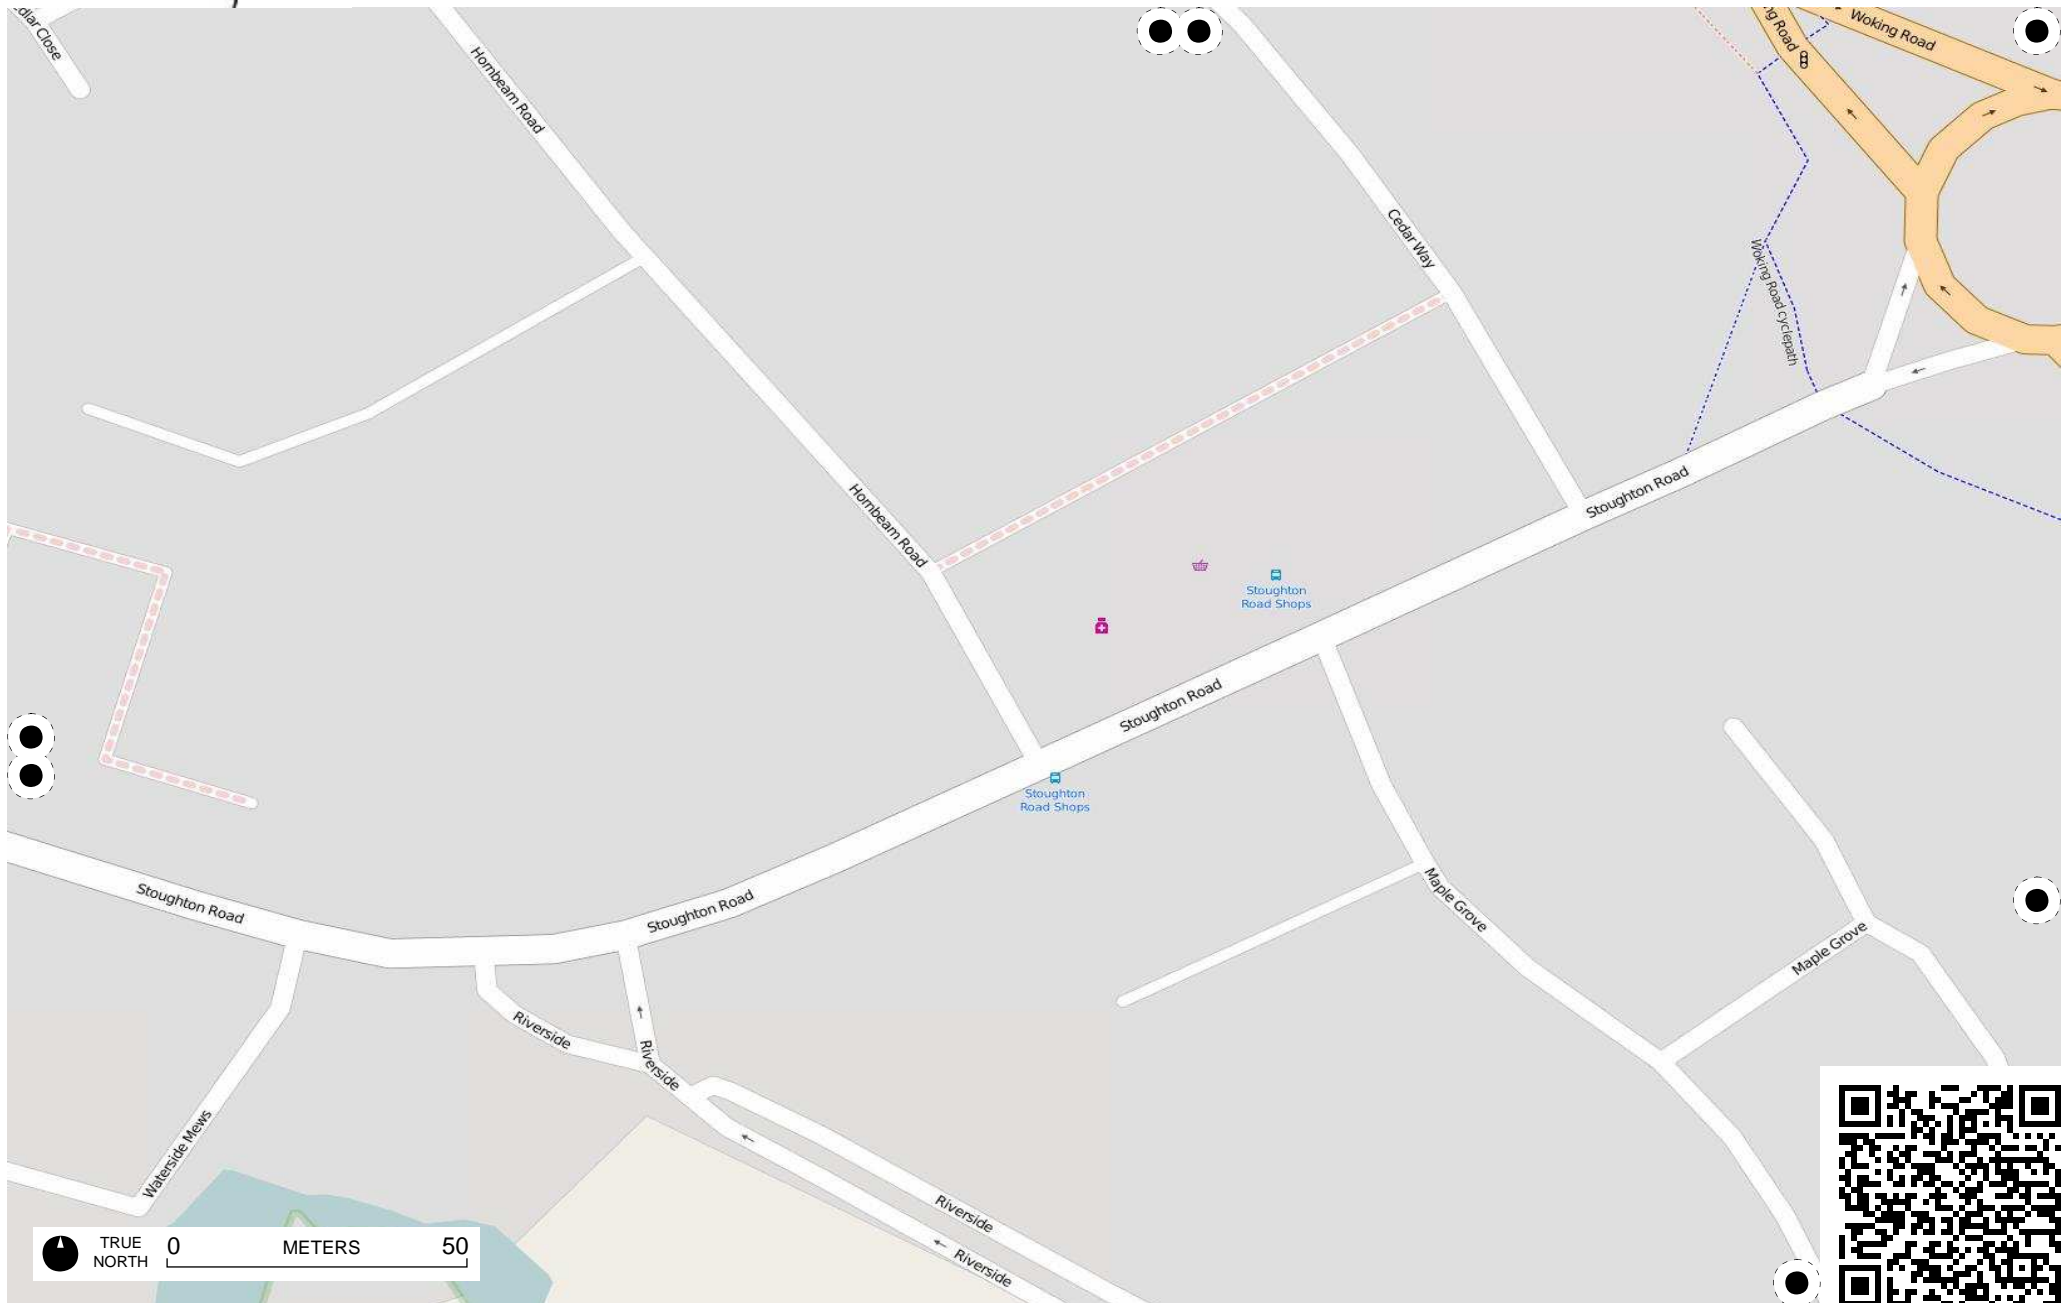 Woking Road
Hornbeam Road
Cedar Way
Woking Road cyclepath
Hornbeam Road
Stoughton Road
Stoughton
Road Shops
Stoughton Road
Stoughton
Road Shops
Stoughton Road
Stoughton Road
Maple Grove
Maple Grove
Riverside
Riverside
Waterside Mews
Riverside
Riverside
TRUE
NORTH
0 METERS 50